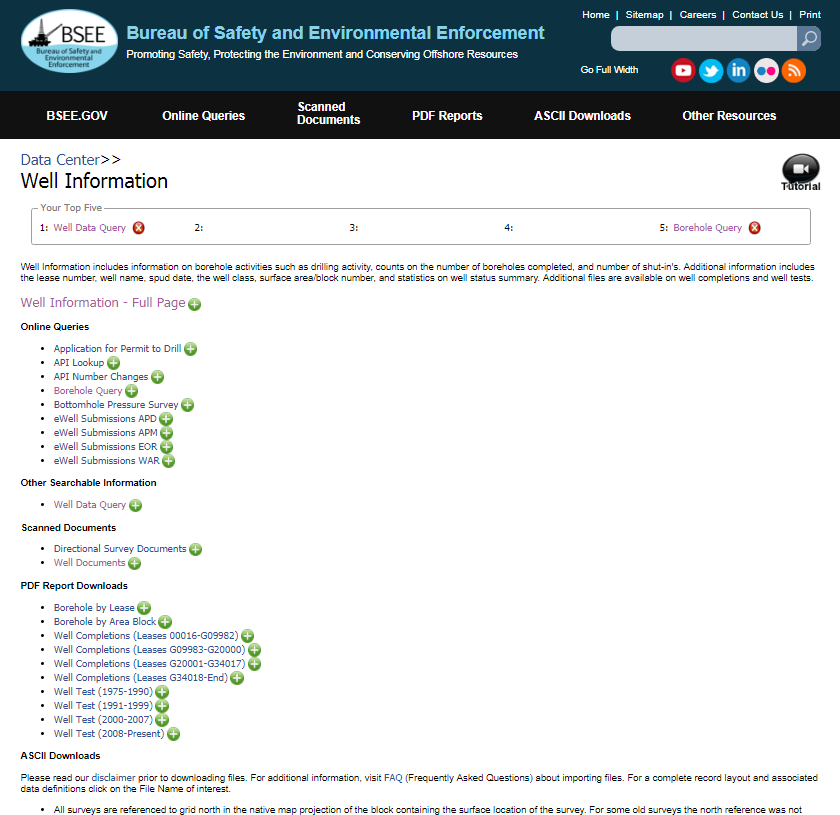 BSEE
Bureau of Safety and
Environmental
Enforcement
Bureau of Safety and Environmental Enforcement
Promoting Safety, Protecting the Environment and Conserving Offshore Resources
Home | Sitemap | Careers | Contact Us | Print
Go Full Width
BSEE.GOV Online Queries Scanned Documents PDF Reports ASCII Downloads Other Resources
Data Center>>
Well Information
Tutorial
Your Top Five
1: Well Data Query 2: 3: 4: 5: Borehole Query
Well Information includes information on borehole activities such as drilling activity, counts on the number of boreholes completed, and number of shut-in's. Additional information includes
the lease number, well name, spud date, the well class, surface area/block number, and statistics on well status summary. Additional files are available on well completions and well tests.
Well Information - Full Page
Online Queries
• Application for Permit to Drill
• API Lookup
• API Number Changes
• Borehole Query
• Bottomhole Pressure Survey
• eWell Submissions APD
• eWell Submissions APM
• eWell Submissions EOR
• eWell Submissions WAR
Other Searchable Information
• Well Data Query
Scanned Documents
• Directional Survey Documents
• Well Documents
PDF Report Downloads
• Borehole by Lease
• Borehole by Area Block
• Well Completions (Leases 00016-G09982)
• Well Completions (Leases G09983-G20000)
• Well Completions (Leases G20001-G34017)
• Well Completions (Leases G34018-End)
• Well Test (1975-1990)
• Well Test (1991-1999)
• Well Test (2000-2007)
• Well Test (2008-Present)
ASCII Downloads
Please read our disclaimer prior to downloading files. For additional information, visit FAQ (Frequently Asked Questions) about importing files. For a complete record layout and associated
data definitions click on the File Name of interest.
• All surveys are referenced to grid north in the native map projection of the block containing the surface location of the survey. For some old surveys the north reference was not